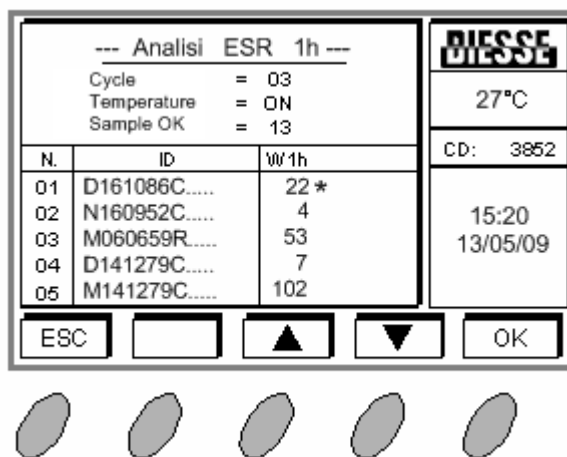 --- Analisi ESR 1h ---
Cycle = 03
Temperature = ON
Sample OK = 13
N. ID W 1h
01 D161086C..... 22 *
02 N160952C..... 4
03 M060659R..... 53
04 D141279C..... 7
05 M141279C..... 102
DIESSE
27°C
CD: 3852
15:20
13/05/09
ESC ▲ ▼ OK